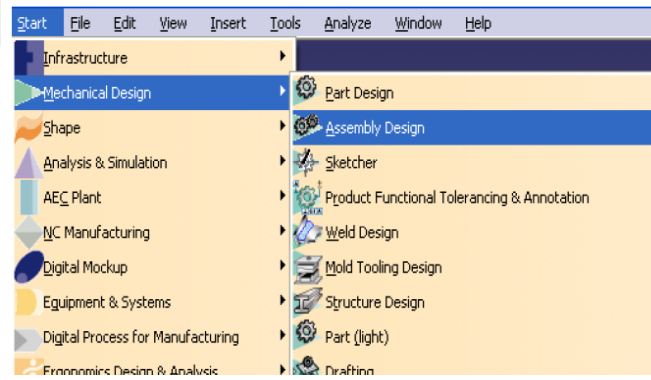 Start File Edit View Insert Tools Analyze Window Help
Infrastructure
Mechanical Design
Part Design
Shape
Assembly Design
Analysis & Simulation
Sketcher
AEC Plant
Product Functional Tolerancing & Annotation
NC Manufacturing
Weld Design
Digital Mockup
Mold Tooling Design
Equipment & Systems
Structure Design
Digital Process for Manufacturing
Part (light)
Ergonomics Design & Analysis
Drafting